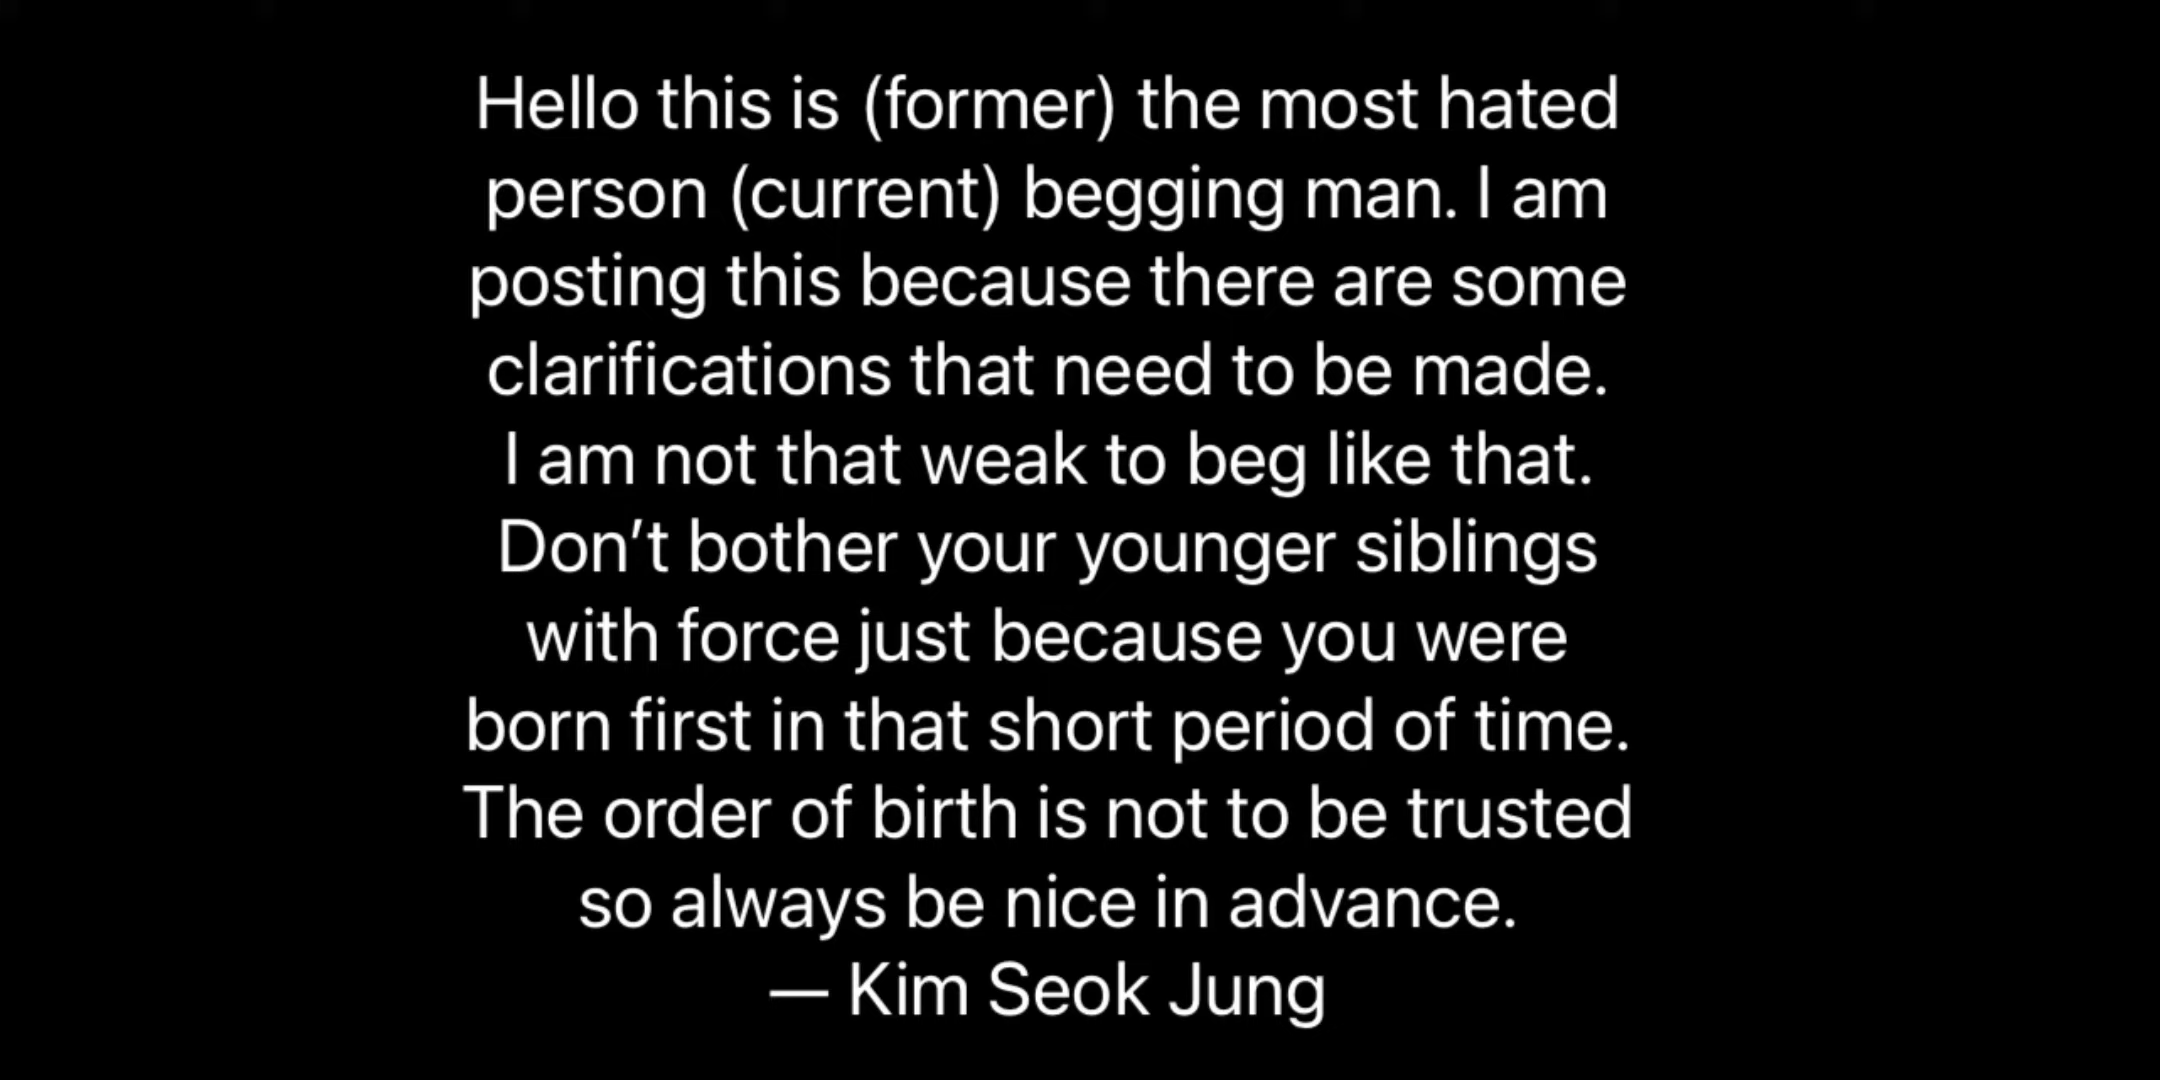 Hello this is (former) the most hated
person (current) begging man. I am
posting this because there are some
clarifications that need to be made.
I am not that weak to beg like that.
Don’t bother your younger siblings
with force just because you were
born first in that short period of time.
The order of birth is not to be trusted
so always be nice in advance.
— Kim Seok Jung